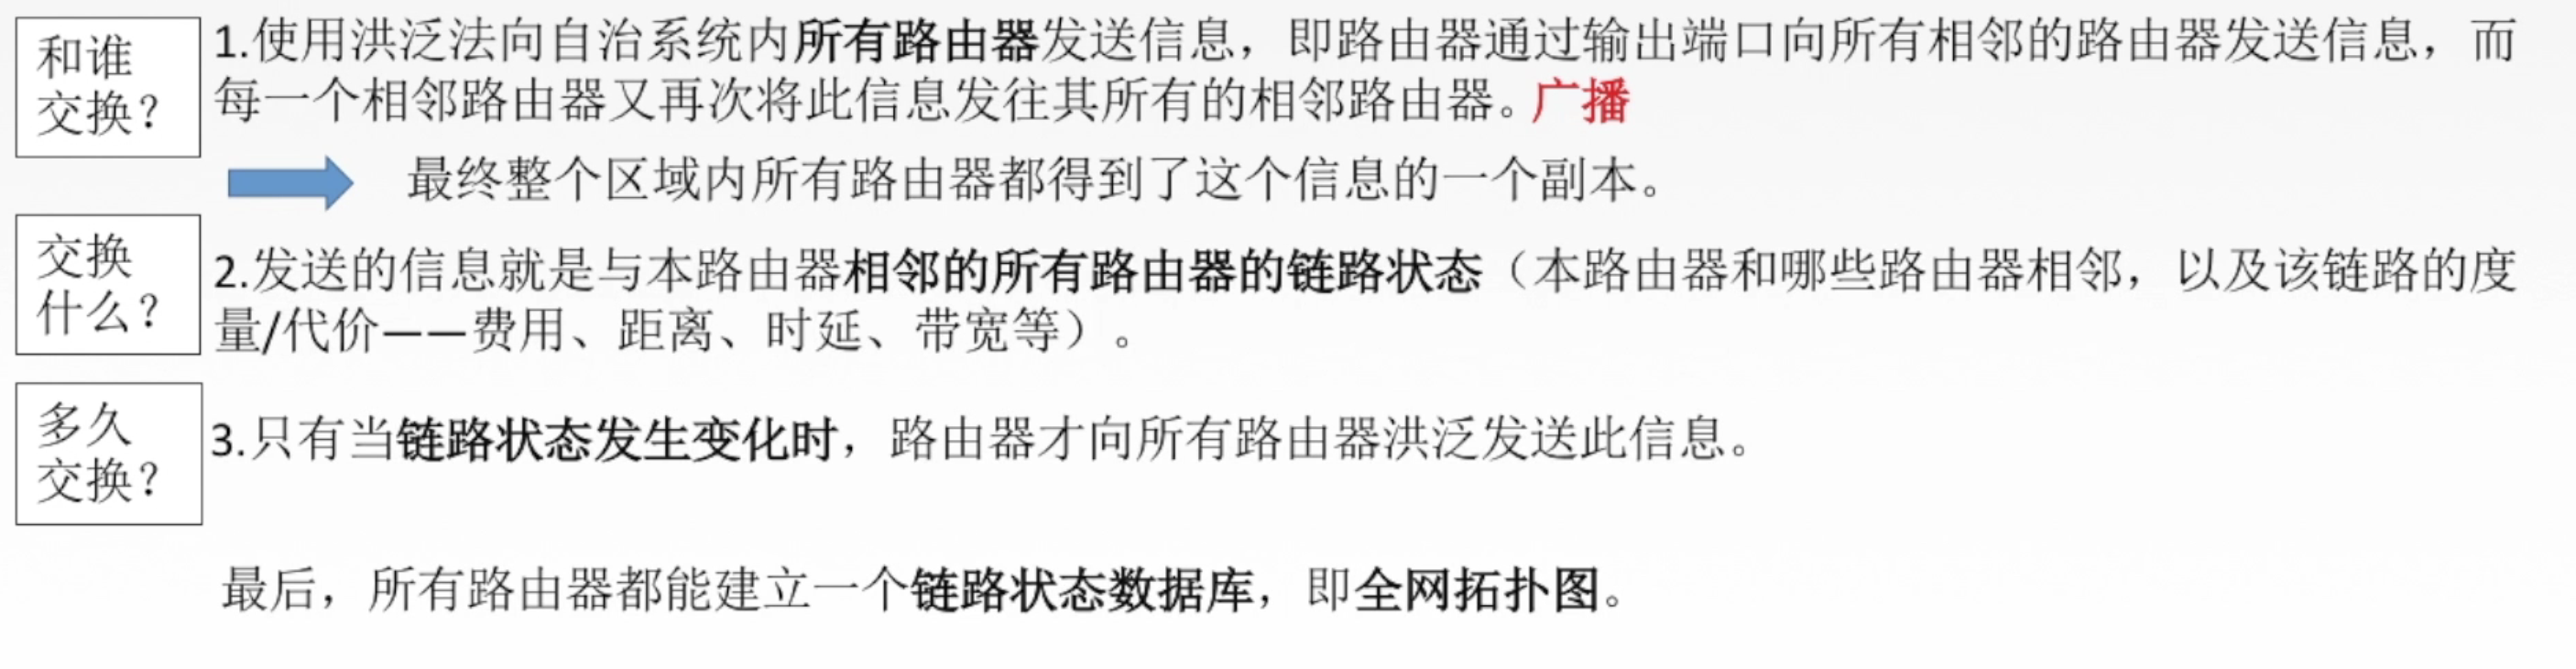 和谁
交换？
1.使用洪泛法向自治系统内所有路由器发送信息，即路由器通过输出端口向所有相邻的路由器发送信息，而
每一个相邻路由器又再次将此信息发往其所有的相邻路由器。广播
最终整个区域内所有路由器都得到了这个信息的一个副本。
交换
什么？
2.发送的信息就是与本路由器相邻的所有路由器的链路状态（本路由器和哪些路由器相邻，以及该链路的度
量/代价——费用、距离、时延、带宽等）。
多久
交换？
3.只有当链路状态发生变化时，路由器才向所有路由器洪泛发送此信息。
最后，所有路由器都能建立一个链路状态数据库，即全网拓扑图。